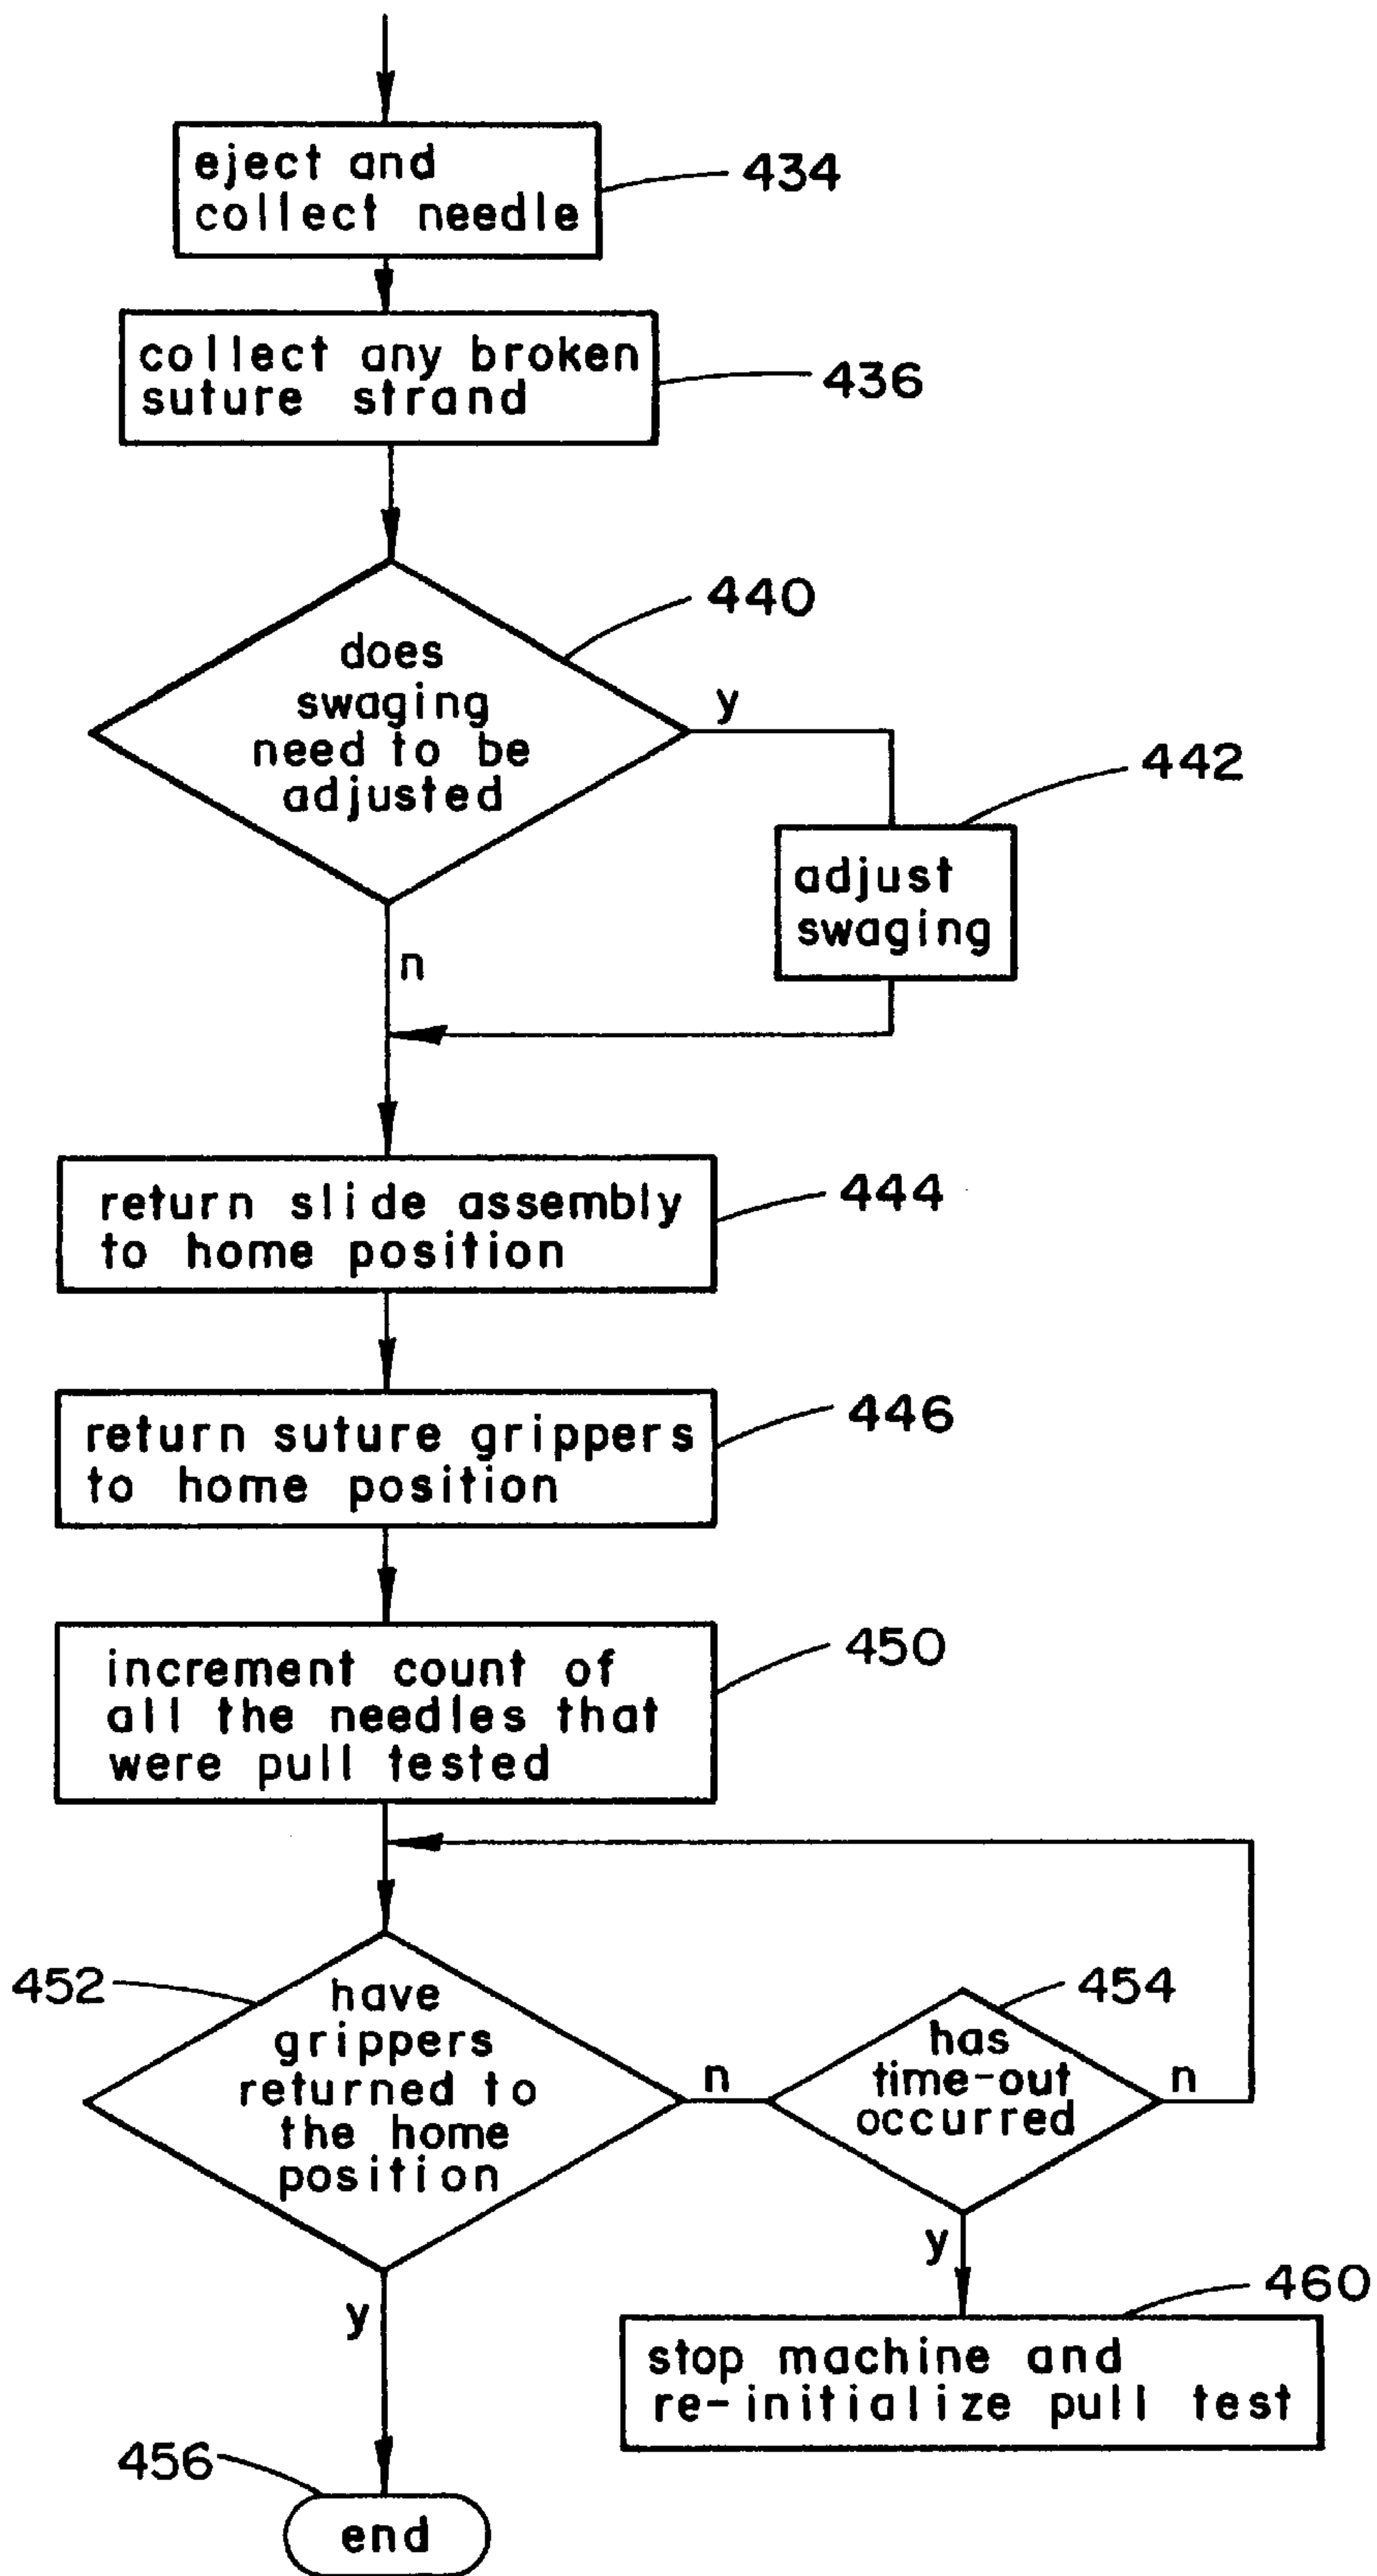 eject and
collect needle
434
collect any broken
suture strand
436
440
does
swaging
need to be
adjusted
y
442
adjust
swaging
n
return slide assembly
to home position
444
return suture grippers
to home position
446
increment count of
all the needles that
were pull tested
450
452
have
grippers
returned to
the home
position
n
454
has
time-out
occurred
n
y
y
460
stop machine and
re-initialize pull test
456
end